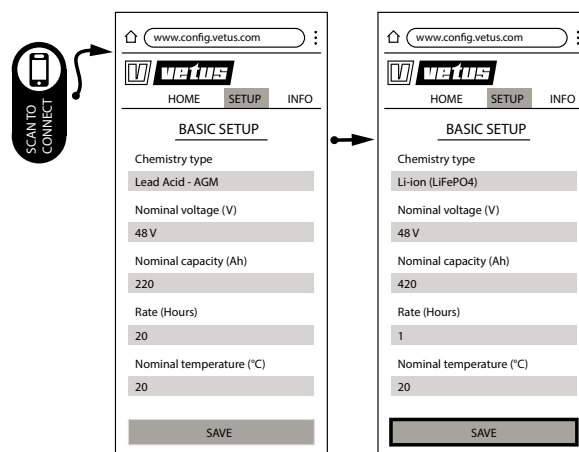 SCAN TO
CONNECT
www.config.vetus.com
V vetus
HOME SETUP INFO
BASIC SETUP
Chemistry type
Lead Acid - AGM
Nominal voltage (V)
48 V
Nominal capacity (Ah)
220
Rate (Hours)
20
Nominal temperature (°C)
20
SAVE
www.config.vetus.com
V vetus
HOME SETUP INFO
BASIC SETUP
Chemistry type
Li-ion (LiFePO4)
Nominal voltage (V)
48 V
Nominal capacity (Ah)
420
Rate (Hours)
1
Nominal temperature (°C)
20
SAVE